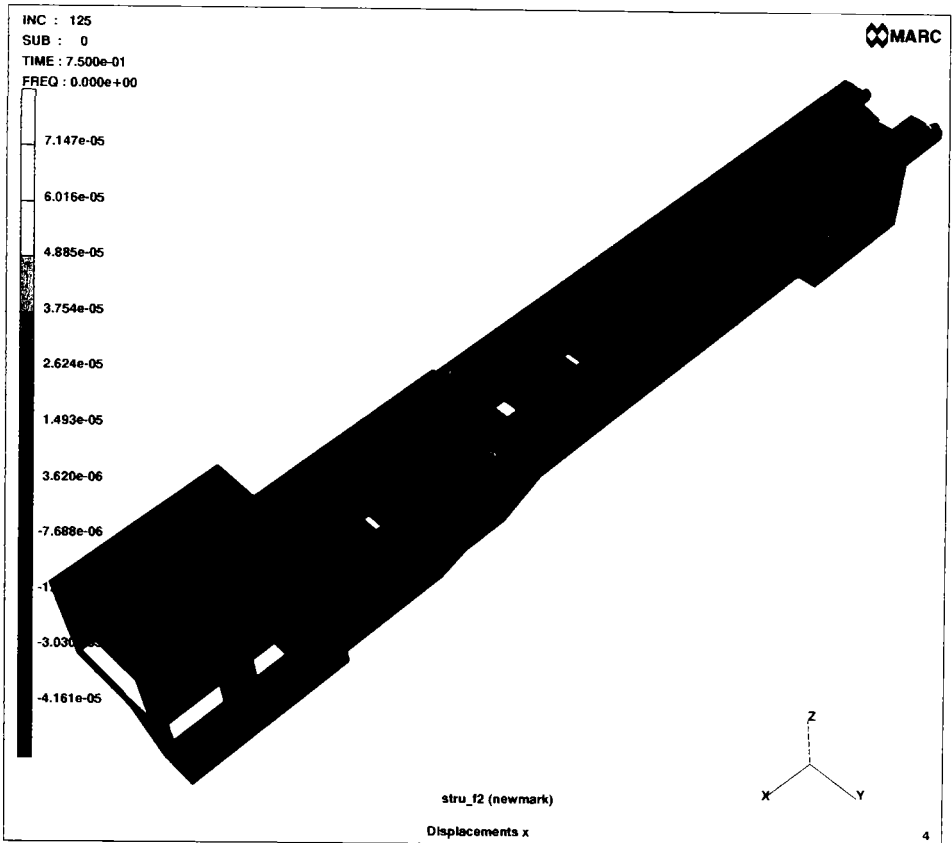 INC : 125
SUB : 0
TIME : 7.500e-01
FREQ : 0.000e+00
MARC
7.147e-05
6.016e-05
4.885e-05
3.754e-05
2.624e-05
1.493e-05
3.620e-06
-7.688e-06
-4.161e-05
Z
X
Y
stru_f2 (newmark)
Displacements x
4